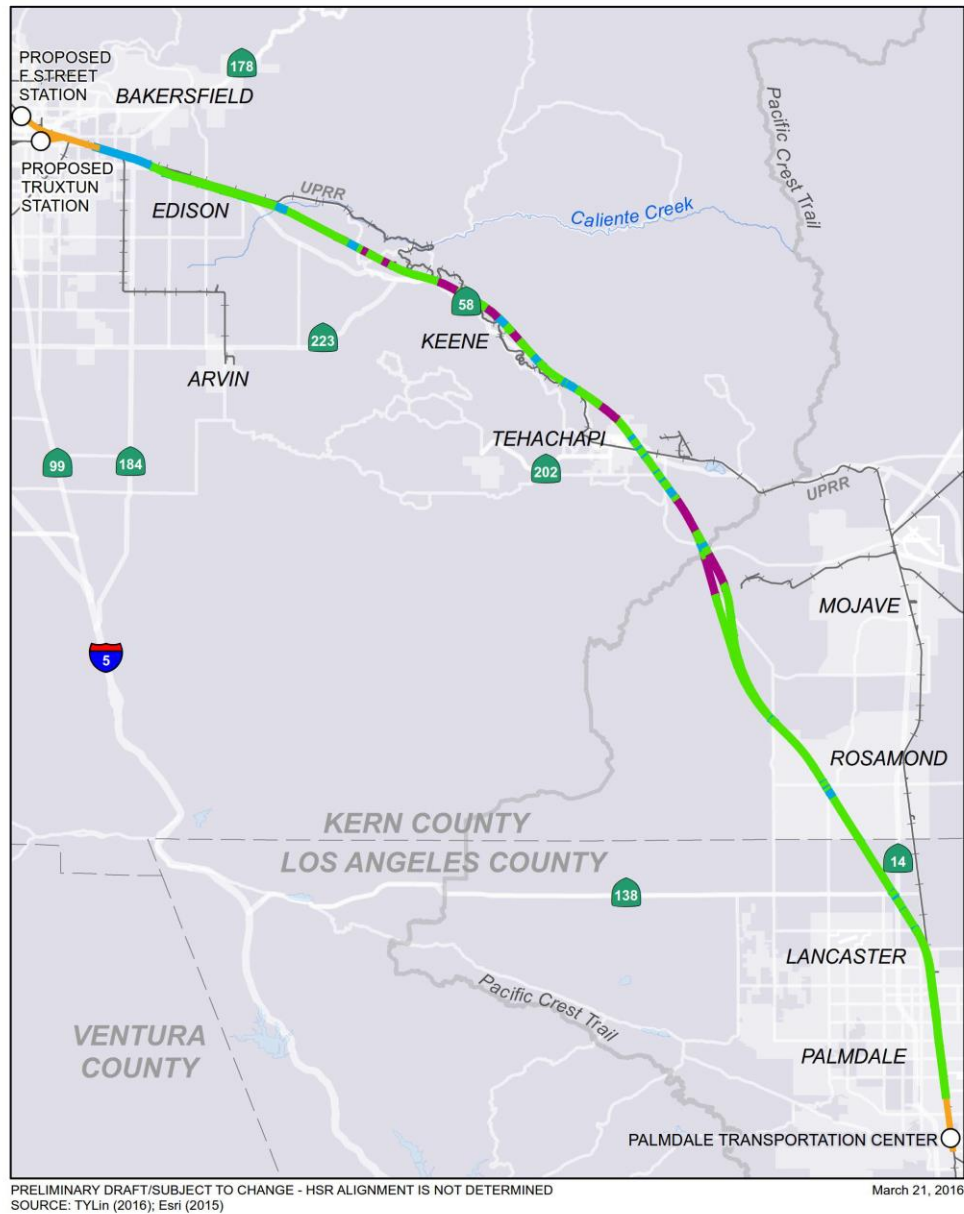 PROPOSED
F STREET
STATION
178
BAKERSFIELD
Pacific Crest Trail
PROPOSED
TRUXTUN
STATION
UPRR
EDISON
Caliente Creek
58
223
KEENE
ARVIN
TEHACHAPI
99
184
202
UPRR
MOJAVE
5
ROSAMOND
KERN COUNTY
LOS ANGELES COUNTY
14
138
LANCASTER
Pacific Crest Trail
VENTURA
COUNTY
PALMDALE
PALMDALE TRANSPORTATION CENTER
PRELIMINARY DRAFT/SUBJECT TO CHANGE - HSR ALIGNMENT IS NOT DETERMINED
March 21, 2016
SOURCE: TYLin (2016); Esri (2015)